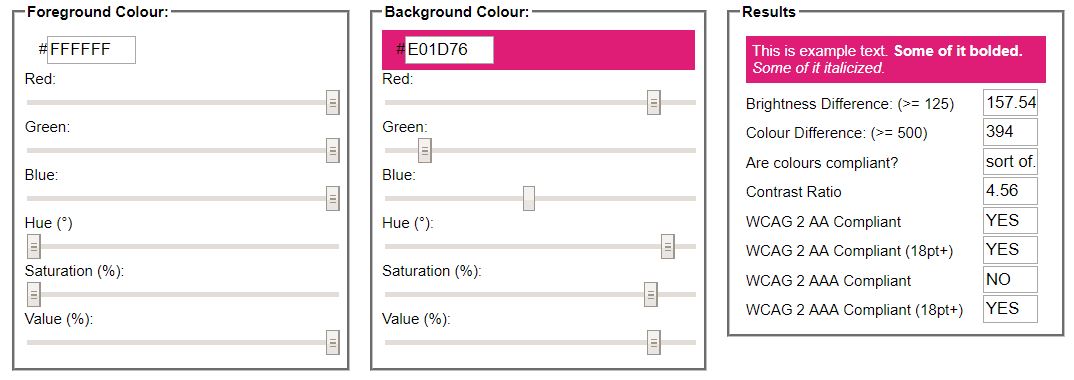 Foreground Colour:
#FFFFFF
Red:
Green:
Blue:
Hue (°)
Saturation (%):
Value (%):
Background Colour:
#E01D76
Red:
Green:
Blue:
Hue (°):
Saturation (%):
Value (%):
Results
This is example text. Some of it bolded.
Some of it italicized.
Brightness Difference: (>= 125) 157.54
Colour Difference: (>= 500) 394
Are colours compliant? sort of.
Contrast Ratio 4.56
WCAG 2 AA Compliant YES
WCAG 2 AA Compliant (18pt+) YES
WCAG 2 AAA Compliant NO
WCAG 2 AAA Compliant (18pt+) YES